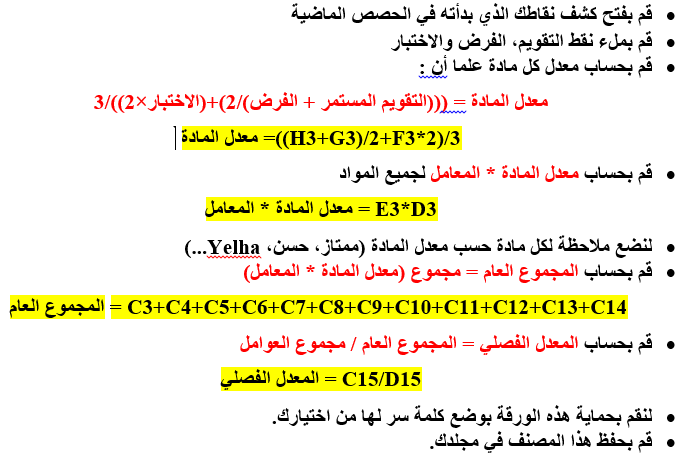 • قم بفتح كشف نقاطك الذي بدأته في الحصص الماضية
• قم بملء نقط التقويم، الفرض والاختبار
• قم بحساب معدل كل مادة علما أن :
معدل المادة = (((التقويم المستمر + الفرض)/2)+(الاختبار×2))/3
معدل المادة =((H3+G3)/2+F3*2)/3
• قم بحساب معدل المادة * المعامل لجميع المواد
معدل المادة * المعامل = E3*D3
• لنضع ملاحظة لكل مادة حسب معدل المادة (ممتاز، حسن، Yelha...)
• قم بحساب المجموع العام = مجموع (معدل المادة * المعامل)
المجموع العام = C3+C4+C5+C6+C7+C8+C9+C10+C11+C12+C13+C14
• قم بحساب المعدل الفصلي = المجموع العام / مجموع العوامل
المعدل الفصلي = C15/D15
• لنقم بحماية هذه الورقة بوضع كلمة سر لها من اختيارك.
• قم بحفظ هذا المصنف في مجلدك.